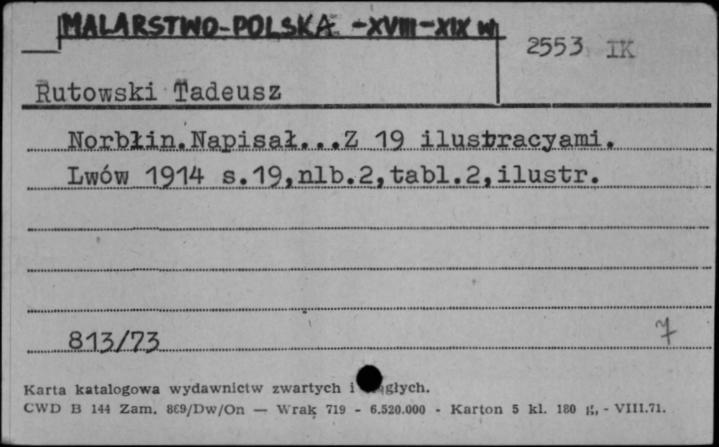 MALARSTWO-POLSKA -XVIII-XIX w
2553 IK
Rutowski Tadeusz
Norbłin.Napisał...Z 19 ilustracyami.
Lwów 1914 s.19,nlb.2,tabl.2,ilustr.
813/73 7
Karta katalogowa wydawnictw zwartych i
CWD B 144 Zam. 869/Dw/On — Wrak 719 - 6.520.000 - Karton 5 kl. 180 g, - VIII.71.